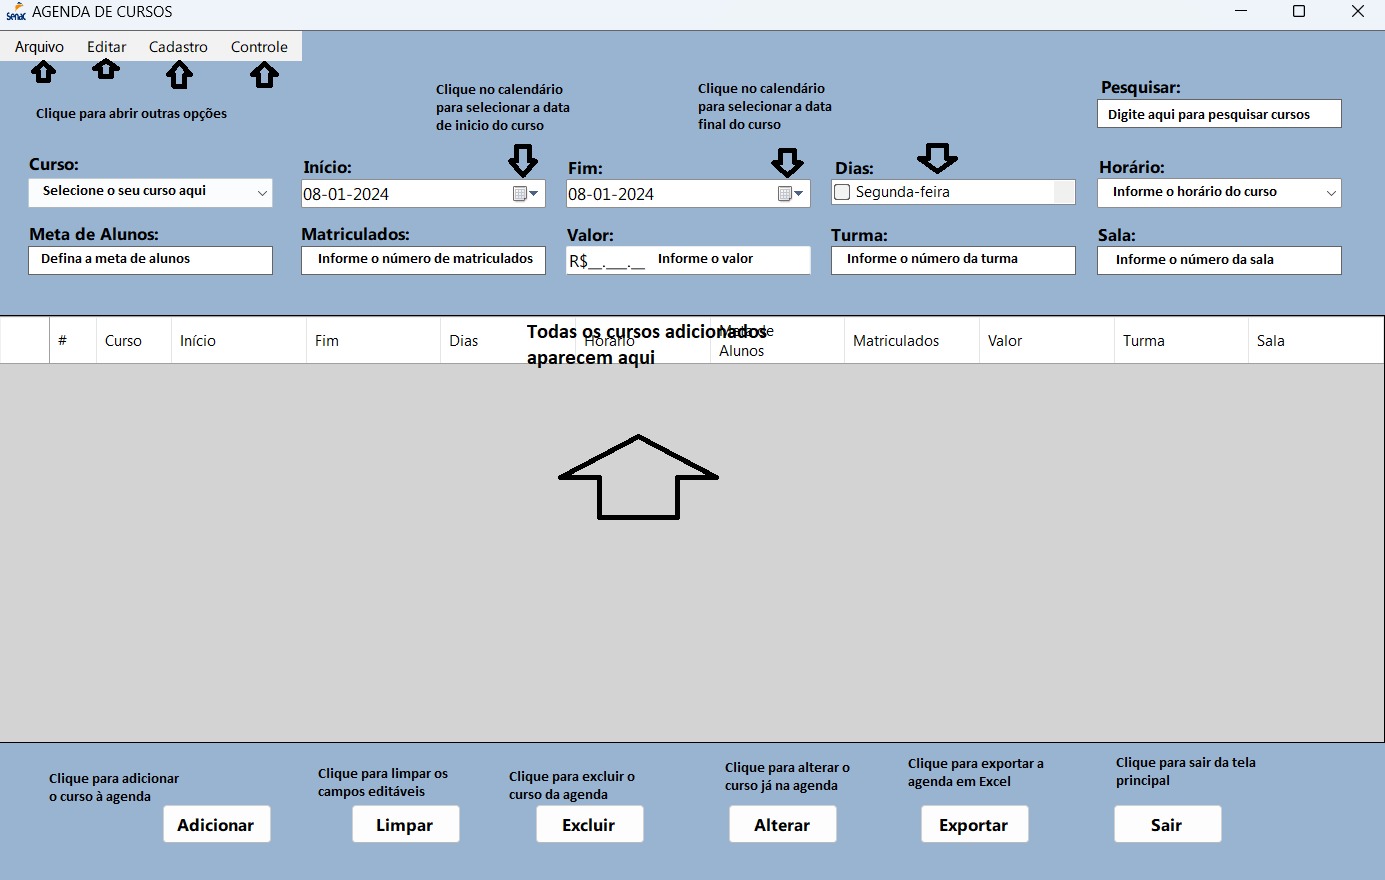 Senac AGENDA DE CURSOS
Arquivo Editar Cadastro Controle
Clique para abrir outras opções
Clique no calendário
para selecionar a data
de inicio do curso
Clique no calendário
para selecionar a data
final do curso
Pesquisar:
Digite aqui para pesquisar cursos
Curso:
Selecione o seu curso aqui
Início:
08-01-2024
Fim:
08-01-2024
Dias:
Segunda-feira
Horário:
Informe o horário do curso
Meta de Alunos:
Defina a meta de alunos
Matriculados:
Informe o número de matriculados
Valor:
R$__.___.__ Informe o valor
Turma:
Informe o número da turma
Sala:
Informe o número da sala
Todas os cursos adicionados
aparecem aqui
# Curso Início Fim Dias Horário Meta de
Alunos Matriculados Valor Turma Sala
Clique para adicionar
o curso à agenda
Adicionar
Clique para limpar os
campos editáveis
Limpar
Clique para excluir o
curso da agenda
Excluir
Clique para alterar o
curso já na agenda
Alterar
Clique para exportar a
agenda em Excel
Exportar
Clique para sair da tela
principal
Sair